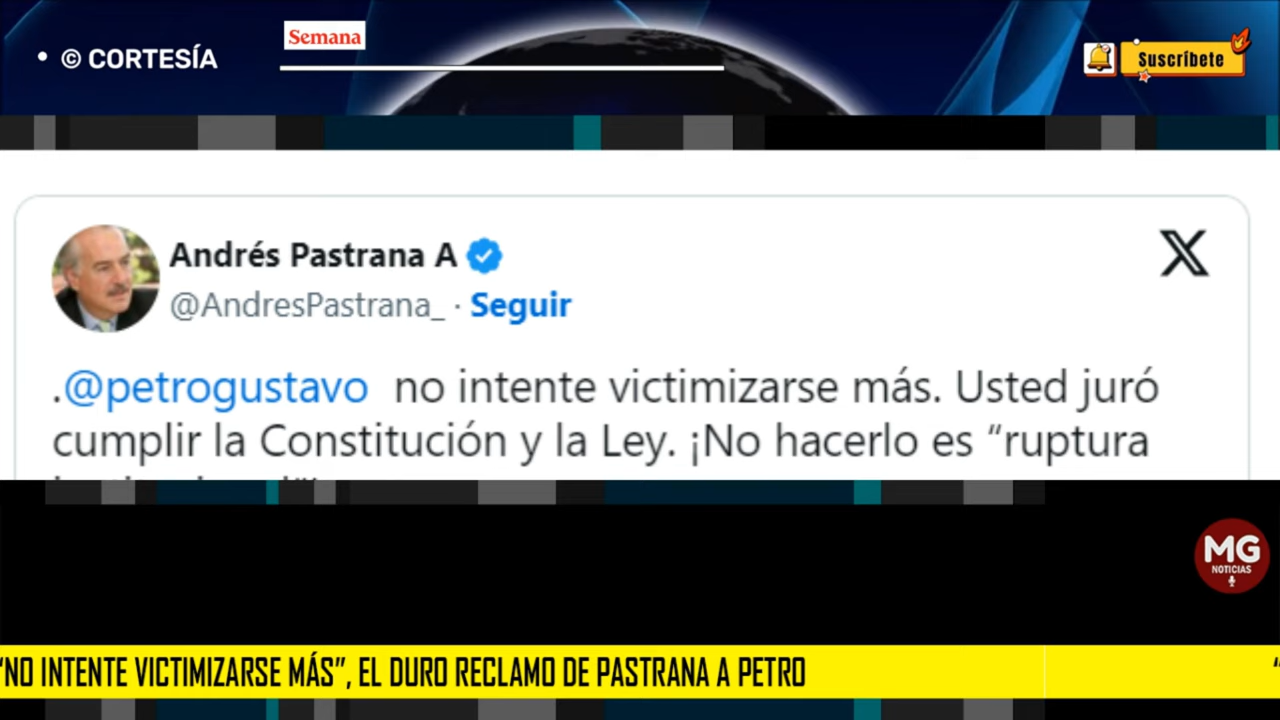 • © CORTESÍA
Semana
Suscríbete
Andrés Pastrana A
@AndresPastrana_ · Seguir
.@petrogustavo no intente victimizarse más. Usted juró
cumplir la Constitución y la Ley. ¡No hacerlo es “ruptura
MG
NOTICIAS
“NO INTENTE VICTIMIZARSE MÁS”, EL DURO RECLAMO DE PASTRANA A PETRO